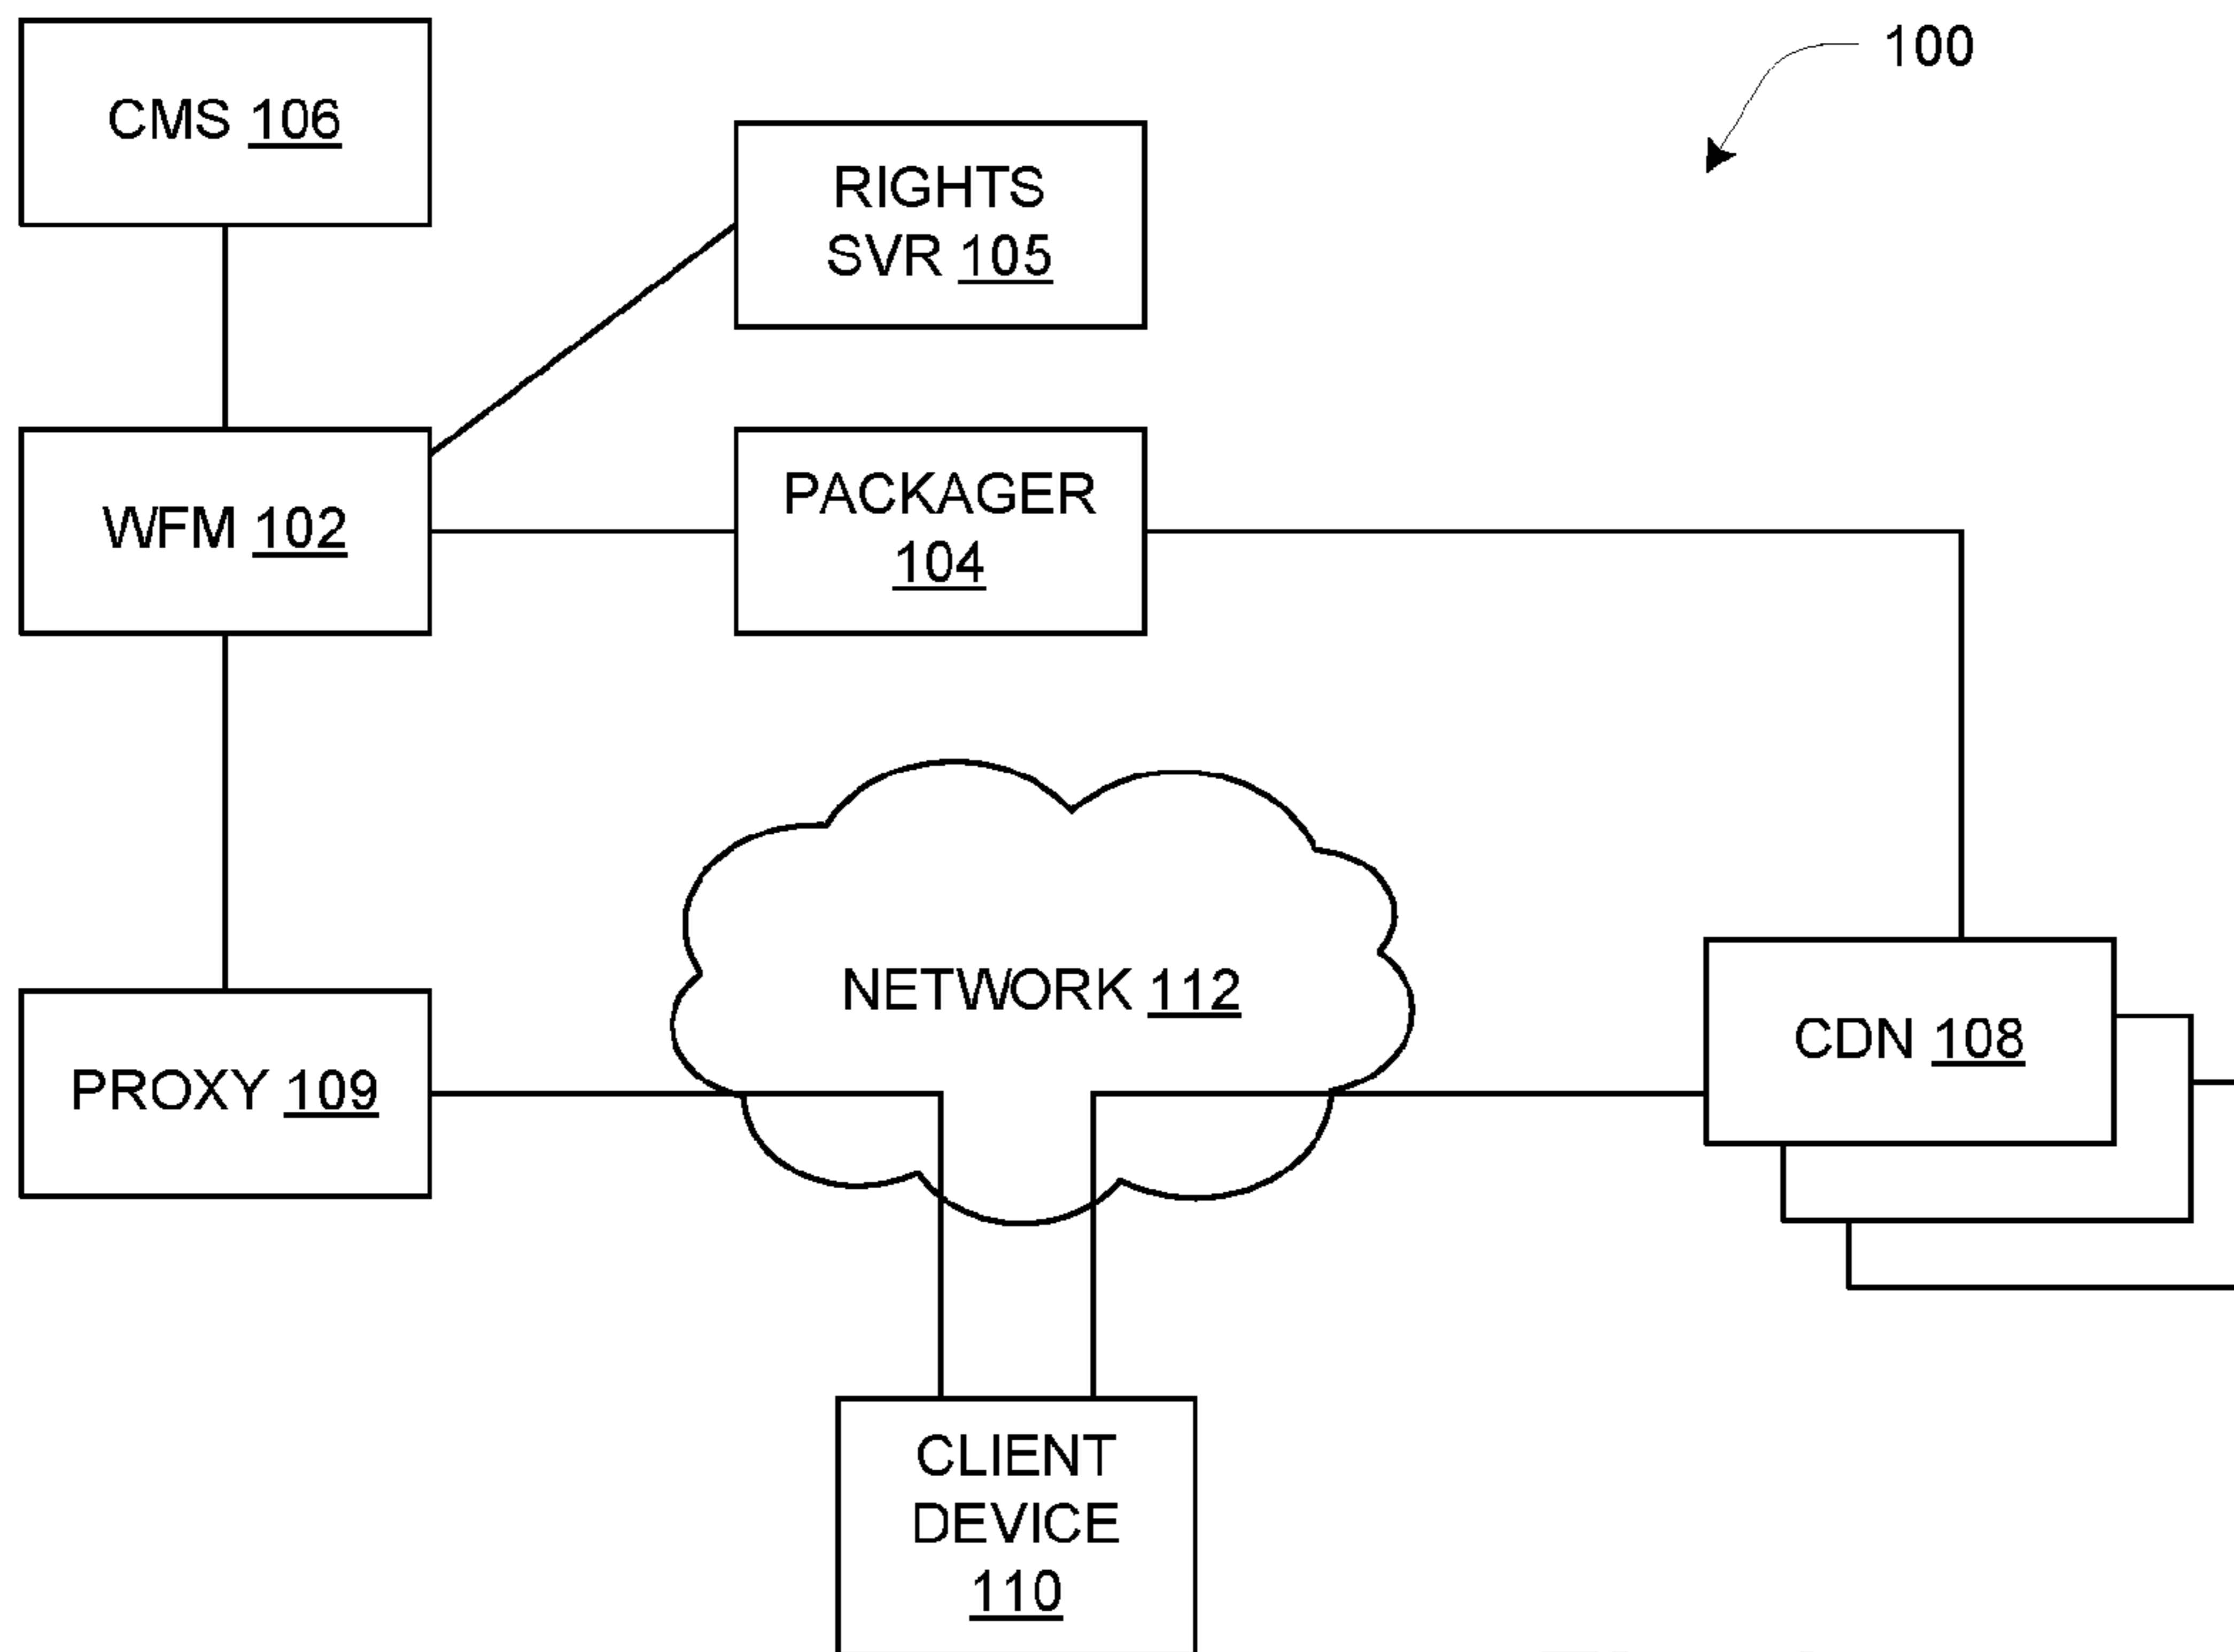 100
CMS 106
RIGHTS
SVR 105
WFM 102
PACKAGER
104
NETWORK 112
CDN 108
PROXY 109
CLIENT
DEVICE
110